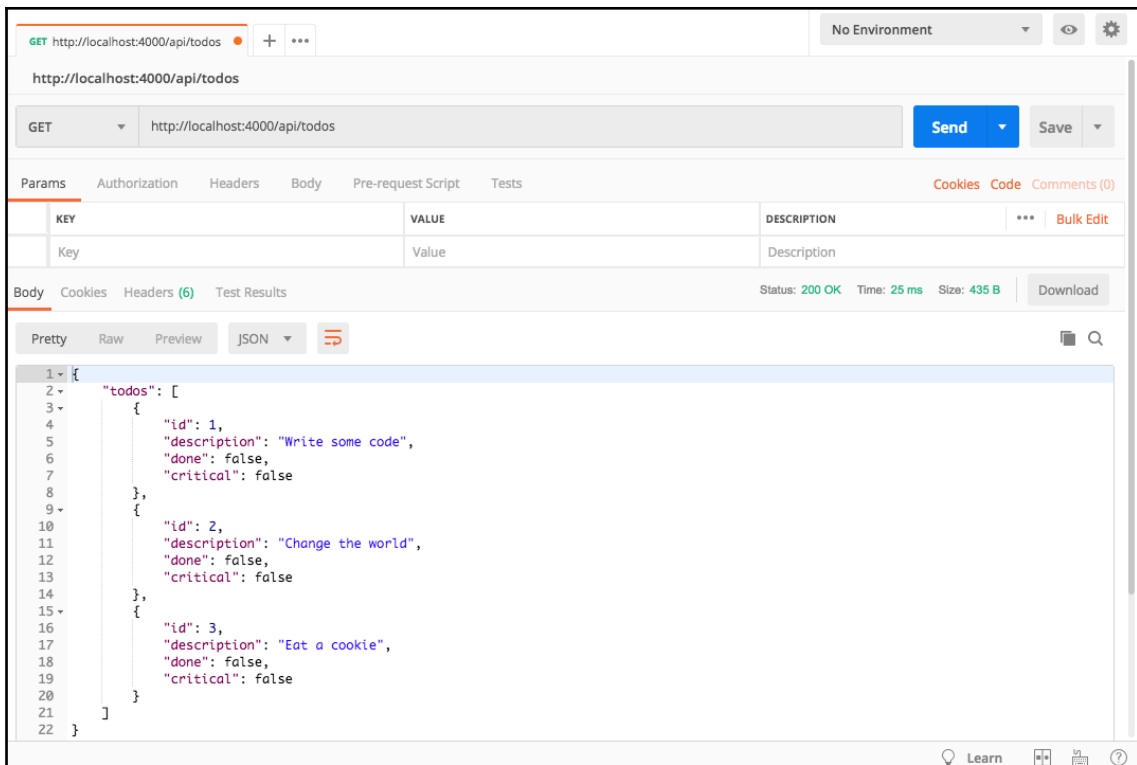 GET http://localhost:4000/api/todos + ••• No Environment
http://localhost:4000/api/todos
GET http://localhost:4000/api/todos Send Save
Params Authorization Headers Body Pre-request Script Tests Cookies Code Comments (0)
KEY VALUE DESCRIPTION ••• Bulk Edit
Key Value Description
Body Cookies Headers (6) Test Results Status: 200 OK Time: 25 ms Size: 435 B Download
Pretty Raw Preview JSON
1 {
2 "todos": [
3 {
4 "id": 1,
5 "description": "Write some code",
6 "done": false,
7 "critical": false
8 },
9 {
10 "id": 2,
11 "description": "Change the world",
12 "done": false,
13 "critical": false
14 },
15 {
16 "id": 3,
17 "description": "Eat a cookie",
18 "done": false,
19 "critical": false
20 }
21 ]
22 }
Learn